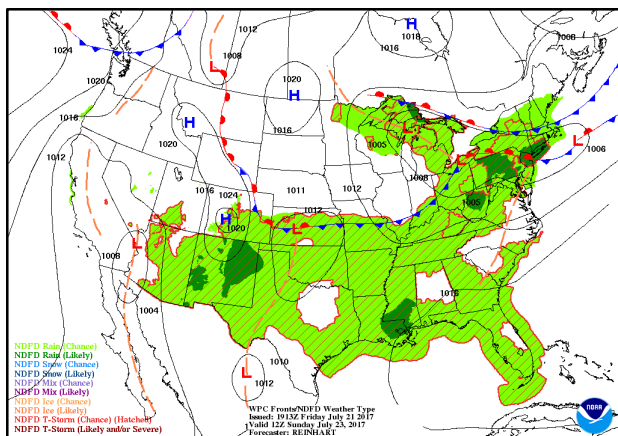 1012
H
1018
1016
1008
1024
1008
L
1020
1020
H
1016
H
1016
1020
L
1005
L
L
1006
1012
1016
1024
1011
1012
1008
1005
H
1020
1012
L
L
1008
1016
1004
1010
L
1012
NDFD Rain (Chance)
NDFD Rain (Likely)
NDFD Snow (Chance)
NDFD Snow (Likely)
NDFD Mix (Chance)
NDFD Mix (Likely)
NDFD Ice (Chance)
NDFD Ice (Likely)
NDFD T-Storm (Chance) (Hatched)
NDFD T-Storm (Likely and/or Severe)
WPC Fronts/NDFD Weather Type
Issued: 1913Z Friday July 21 2017
Valid 12Z Sunday July 23, 2017
Forecaster: REINHART
NOAA